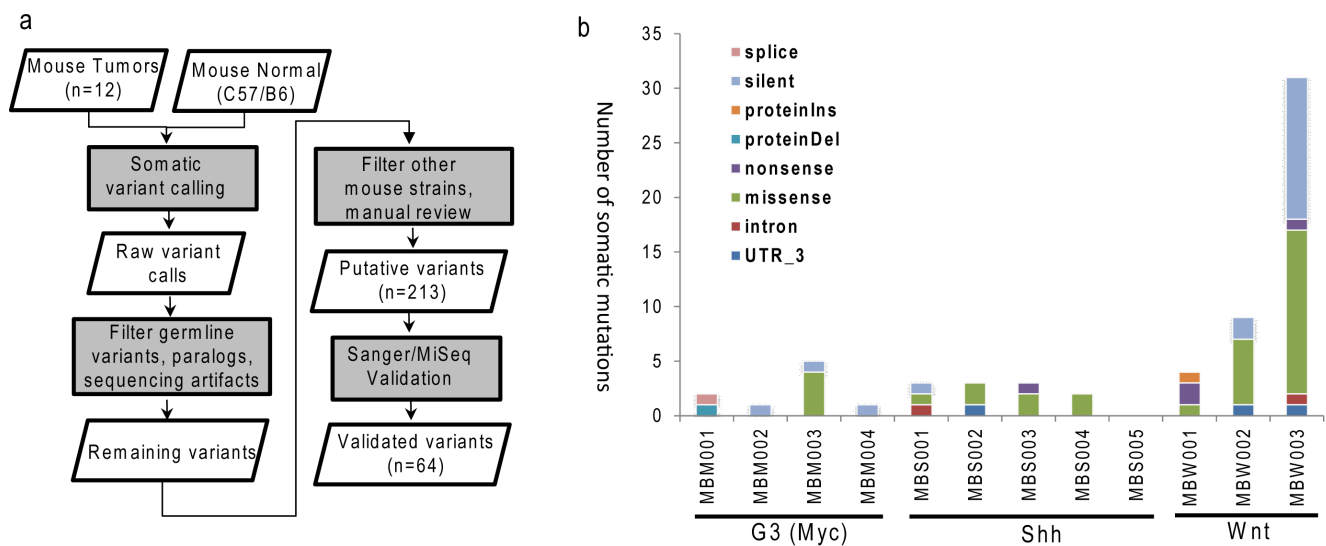 a
Mouse Tumors
(n=12)
Mouse Normal
(C57/B6)
Somatic
variant calling
Raw variant
calls
Filter germline
variants, paralogs,
sequencing artifacts
Remaining variants
Filter other
mouse strains,
manual review
Putative variants
(n=213)
Sanger/MiSeq
Validation
Validated variants
(n=64)
b
Number of somatic mutations
35
30
25
20
15
10
5
0
splice
silent
proteinIns
proteinDel
nonsense
missense
intron
UTR_3
MBM001
MBM002
MBM003
MBM004
MBS001
MBS002
MBS003
MBS004
MBS005
MBW001
MBW002
MBW003
G3 (Myc)
Shh
Wnt